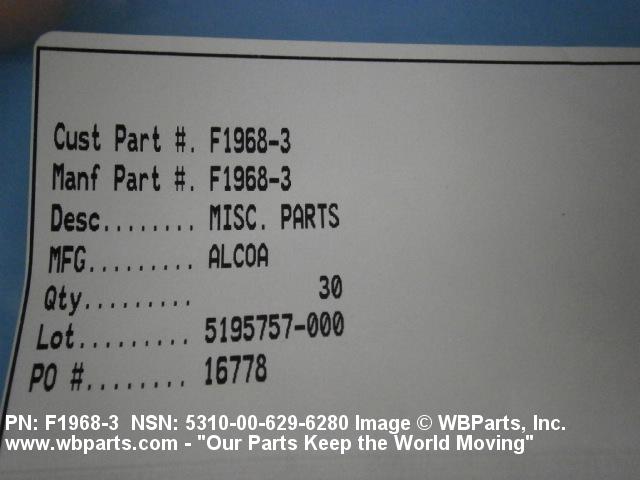 Cust Part #. F1968-3
Manf Part #. F1968-3
Desc........ MISC. PARTS
MFG......... ALCOA
Qty......... 30
Lot......... 5195757-000
PO #........ 16778
PN: F1968-3 NSN: 5310-00-629-6280 Image © WBParts, Inc.
www.wbparts.com - "Our Parts Keep the World Moving"